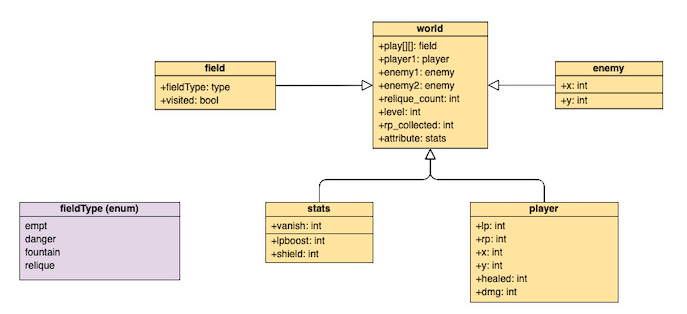 world
+play[][]: field
+player1: player
+enemy1: enemy
+enemy2: enemy
+relique_count: int
+level: int
+rp_collected: int
+attribute: stats
field
+fieldType: type
+visited: bool
enemy
+x: int
+y: int
fieldType (enum)
empt
danger
fountain
relique
stats
+vanish: int
+lpboost: int
+shield: int
player
+lp: int
+rp: int
+x: int
+y: int
+healed: int
+dmg: int